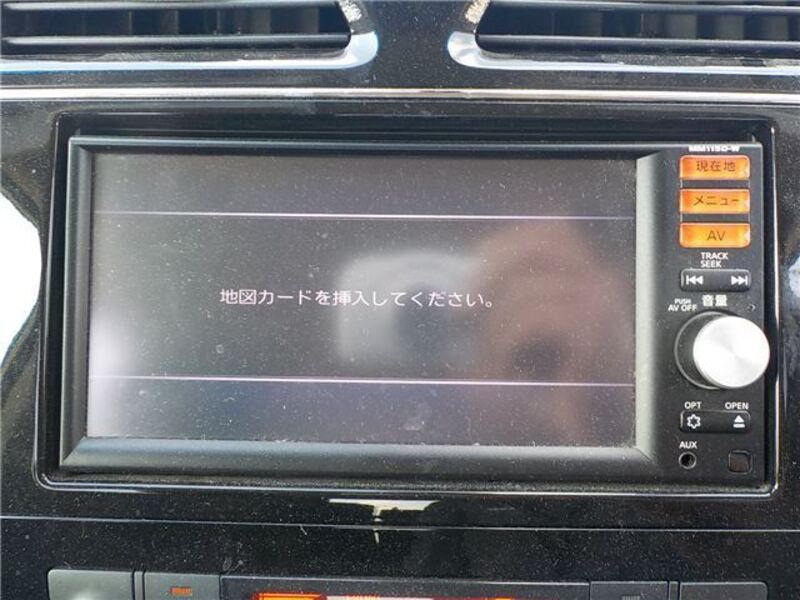 MM115D-W
現在地
メニュー
AV
TRACK
SEEK
PUSH
AV OFF
音量
地図カードを挿入してください。
OPT
OPEN
AUX